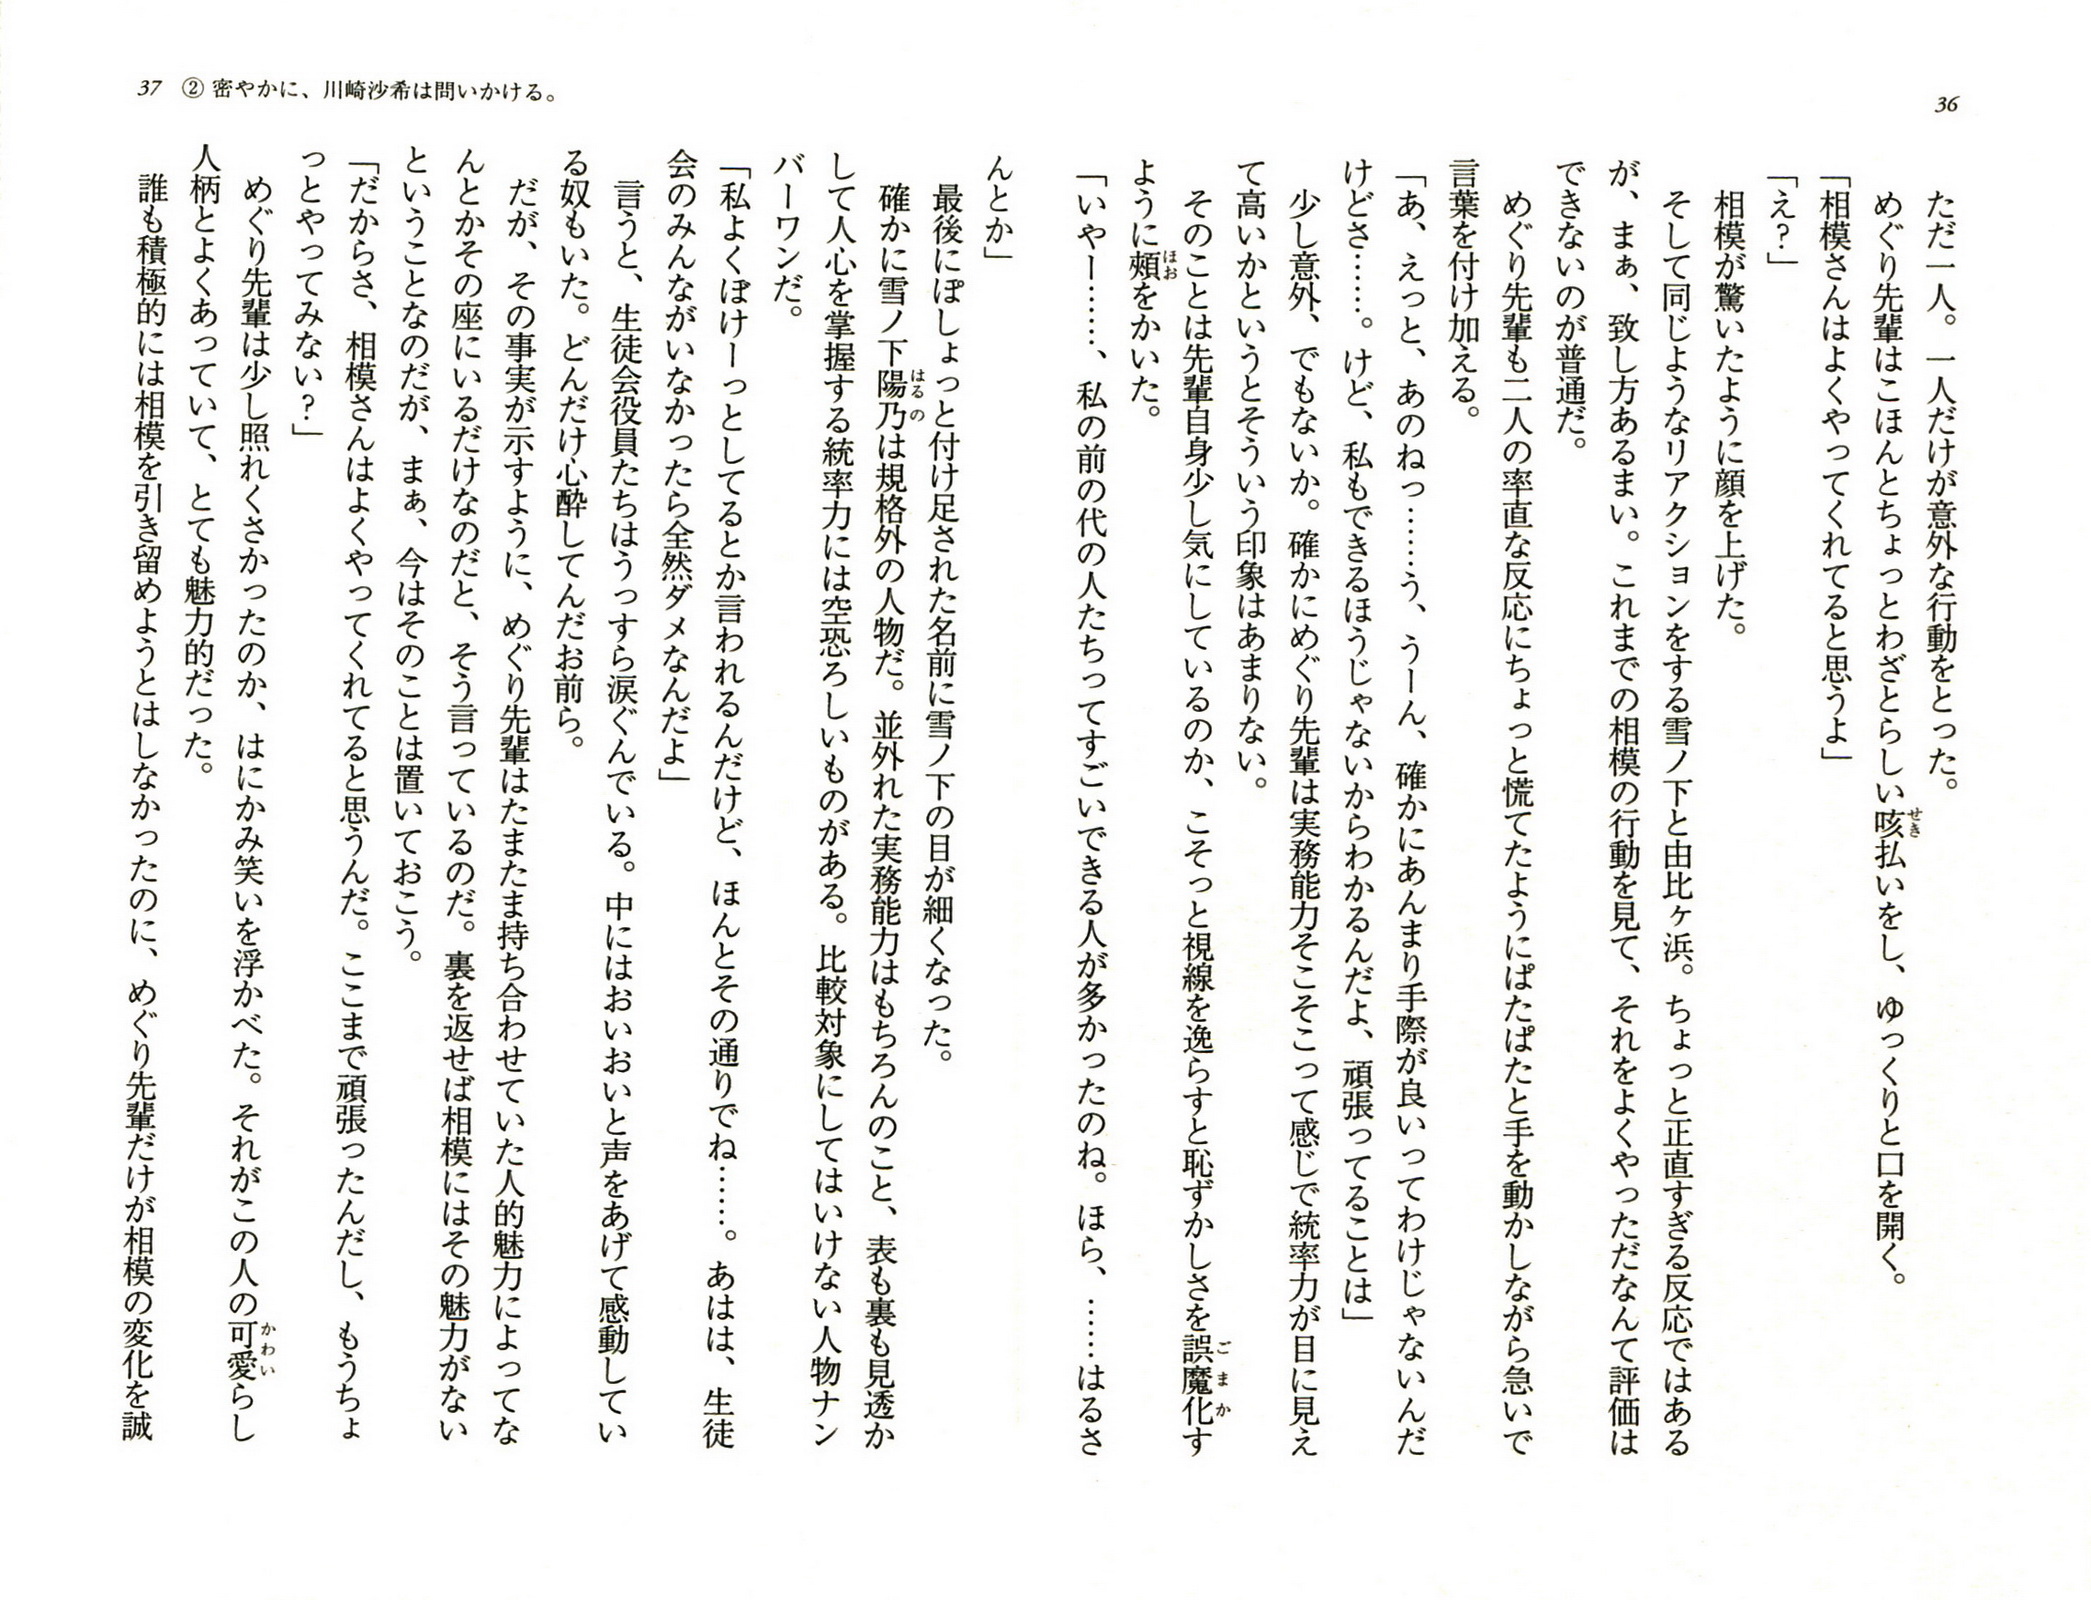 36
ただ一人。一人だけが意外な行動をとった。
めぐり先輩はこほんとちょっとわざとらしい咳払いをし、ゆっくりと口を開く。
「相模さんはよくやってくれてると思うよ」
「え？」
相模が驚いたように顔を上げた。
そして同じようなリアクションをする雪ノ下と由比ヶ浜。ちょっと正直すぎる反応ではある
が、まぁ、致し方あるまい。これまでの相模の行動を見て、それをよくやっただなんて評価は
できないのが普通だ。
めぐり先輩も二人の率直な反応にちょっと慌てたようにぱたぱたと手を動かしながら急いで
言葉を付け加える。
「あ、えっと、あのねっ……う、うーん、確かにあんまり手際が良いってわけじゃないんだ
けどさ……。けど、私もできるほうじゃないからわかるんだよ、頑張ってることは」
少し意外、でもないか。確かにめぐり先輩は実務能力そこそこって感じで統率力が目に見え
て高いかというとそういう印象はあまりない。
そのことは先輩自身少し気にしているのか、こそっと視線を逸らすと恥ずかしさを誤魔化す
ように頰をかいた。
「いやー……、私の前の代の人たちってすごいできる人が多かったのね。ほら、……はるさ
んとか」
最後にぽしょっと付け足された名前に雪ノ下の目が細くなった。
確かに雪ノ下陽乃は規格外の人物だ。並外れた実務能力はもちろんのこと、表も裏も見透か
して人心を掌握する統率力には空恐ろしいものがある。比較対象にしてはいけない人物ナン
バーワンだ。
「私よくぽけーっとしてるとか言われるんだけど、ほんとその通りでね……。あはは、生徒
会のみんながいなかったら全然ダメなんだよ」
言うと、生徒会役員たちはうっすら涙ぐんでいる。中にはおいおいと声をあげて感動してい
る奴もいた。どんだけ心酔してんだお前ら。
だが、その事実が示すように、めぐり先輩はたまたま持ち合わせていた人的魅力によってな
んとかその座にいるだけなのだと、そう言っているのだ。裏を返せば相模にはその魅力がない
ということなのだが、まぁ、今はそのことは置いておこう。
「だからさ、相模さんはよくやってくれてると思うんだ。ここまで頑張ったんだし、もうちょ
っとやってみない？」
めぐり先輩は少し照れくさかったのか、はにかみ笑いを浮かべた。それがこの人の可愛らし
人柄とよくあっていて、とても魅力的だった。
誰も積極的には相模を引き留めようとはしなかったのに、めぐり先輩だけが相模の変化を誠
37 ② 密やかに、川崎沙希は問いかける。